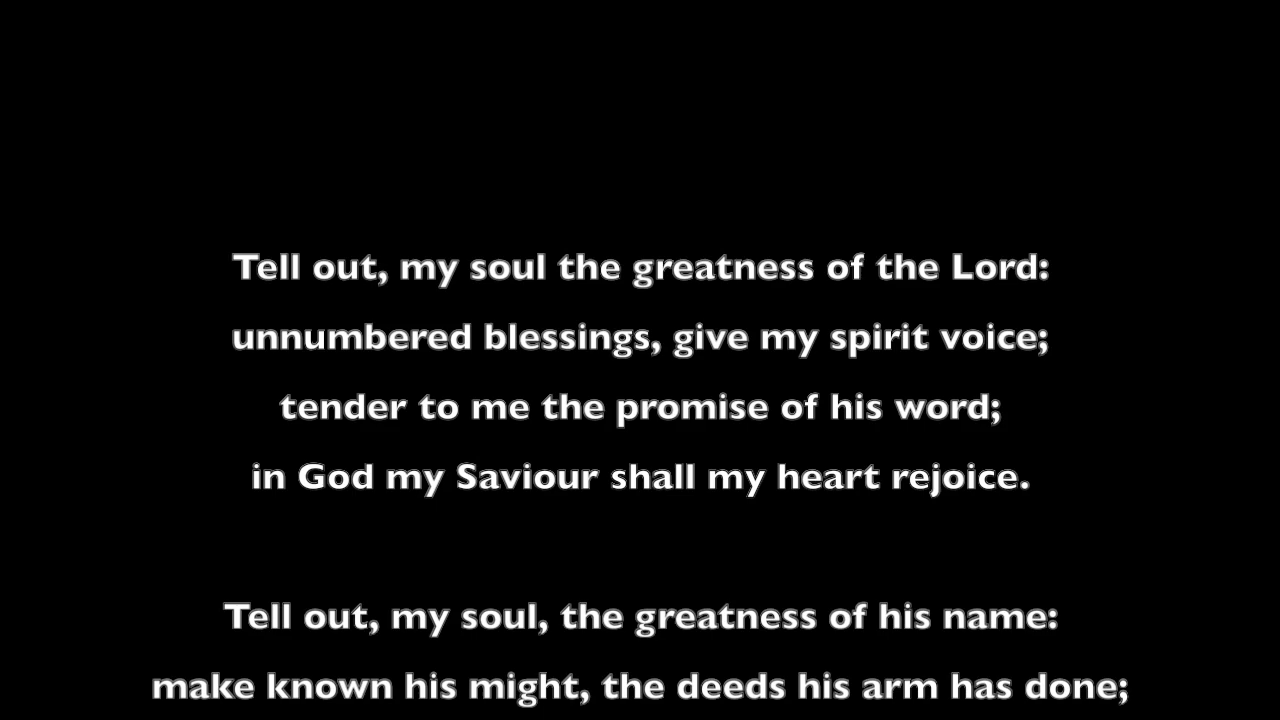 Tell out, my soul the greatness of the Lord:
unnumbered blessings, give my spirit voice;
tender to me the promise of his word;
in God my Saviour shall my heart rejoice.
Tell out, my soul, the greatness of his name:
make known his might, the deeds his arm has done;